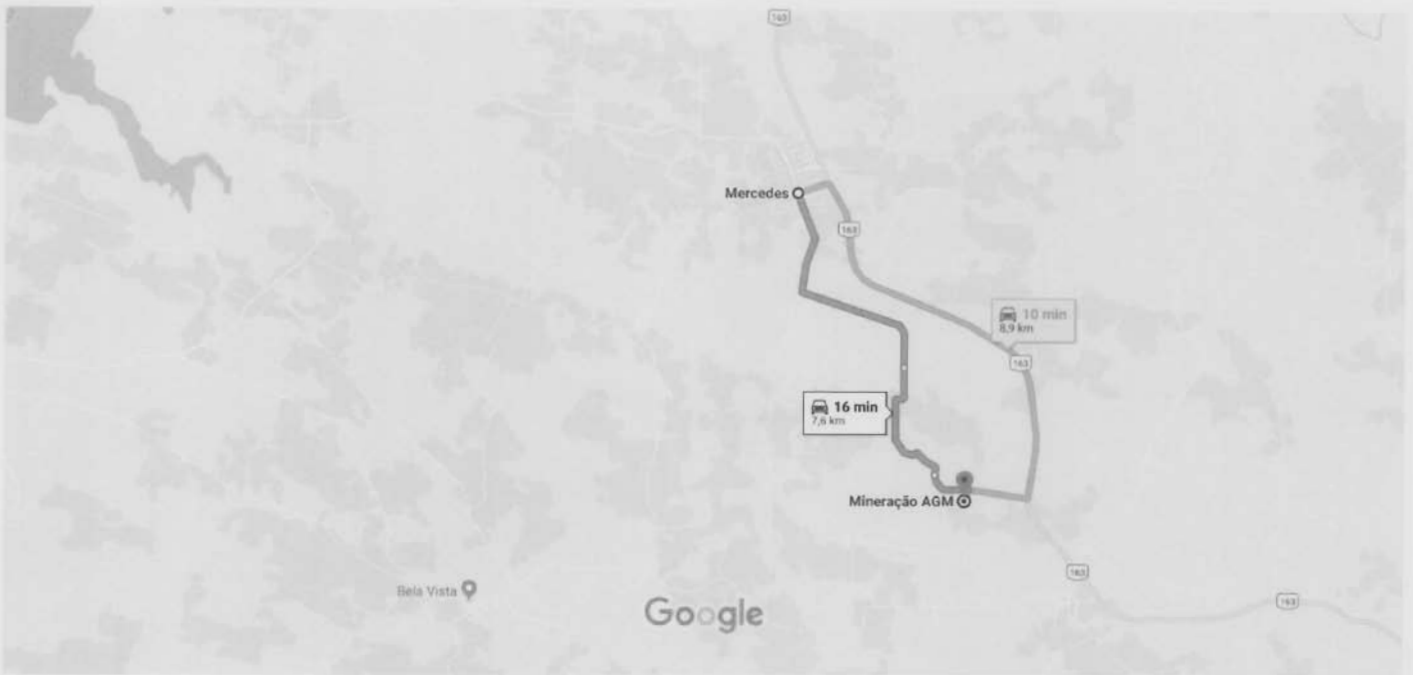 163
Mercedes
163
10 min
8,9 km
163
16 min
7,6 km
Mineração AGM
163
Bela Vista
163
Google